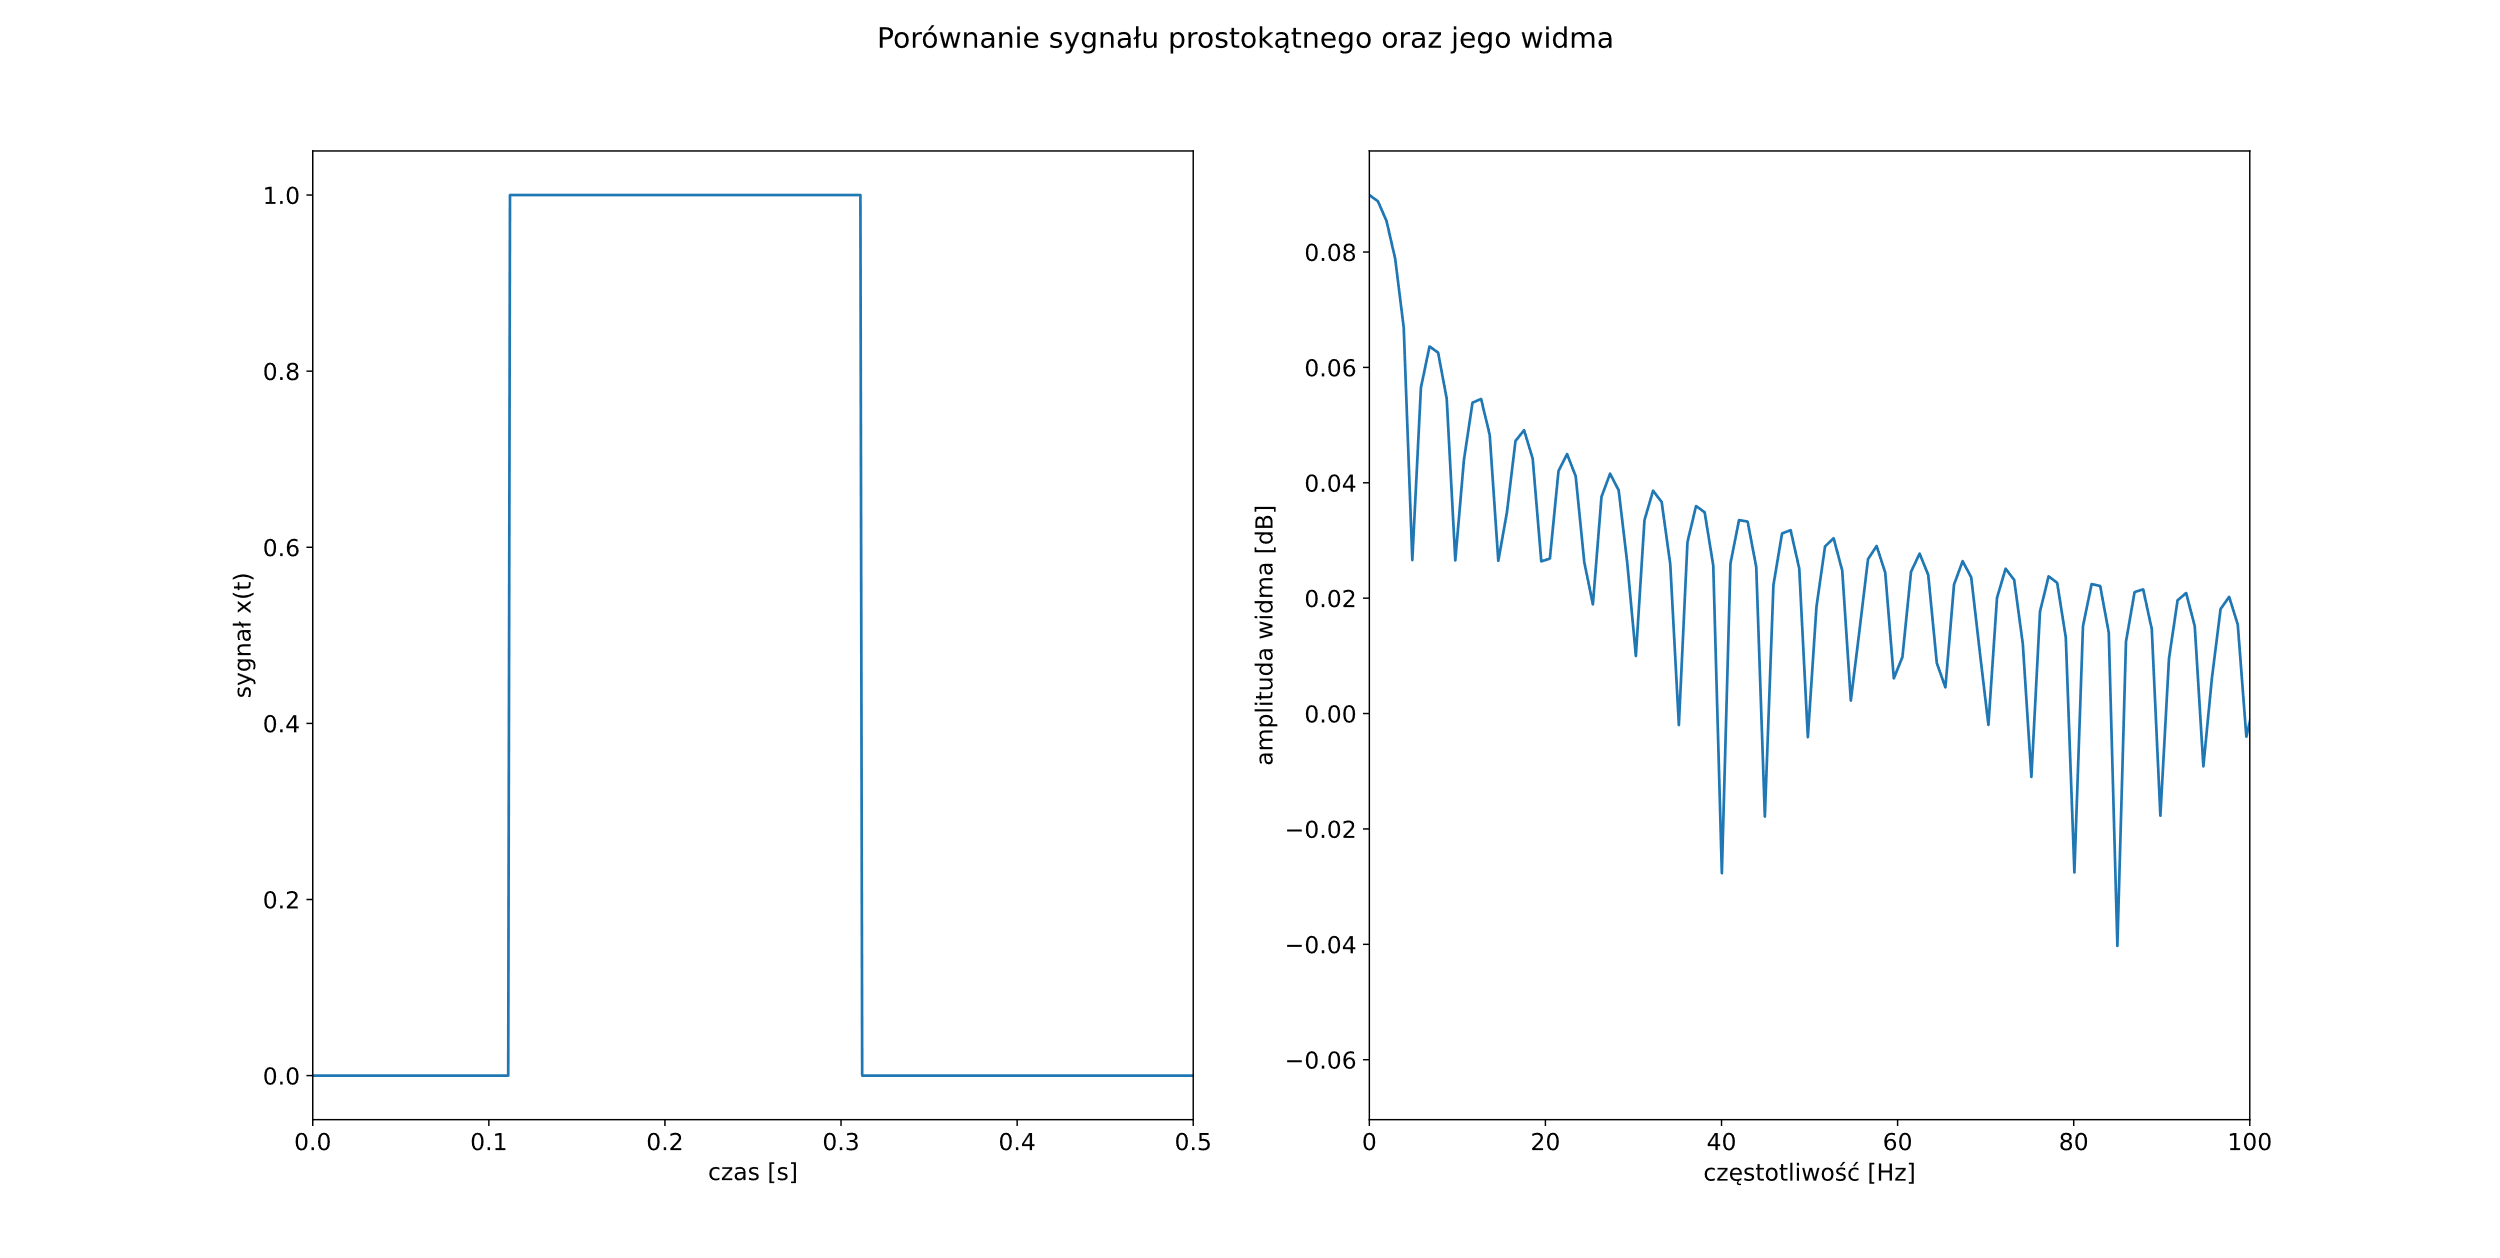 Porównanie sygnału prostokątnego oraz jego widma
sygnał x(t)
1.0
0.8
0.6
0.4
0.2
0.0
0.0 0.1 0.2 0.3 0.4 0.5
czas [s]
amplituda widma [dB]
0.08
0.06
0.04
0.02
0.00
−0.02
−0.04
−0.06
0 20 40 60 80 100
częstotliwość [Hz]